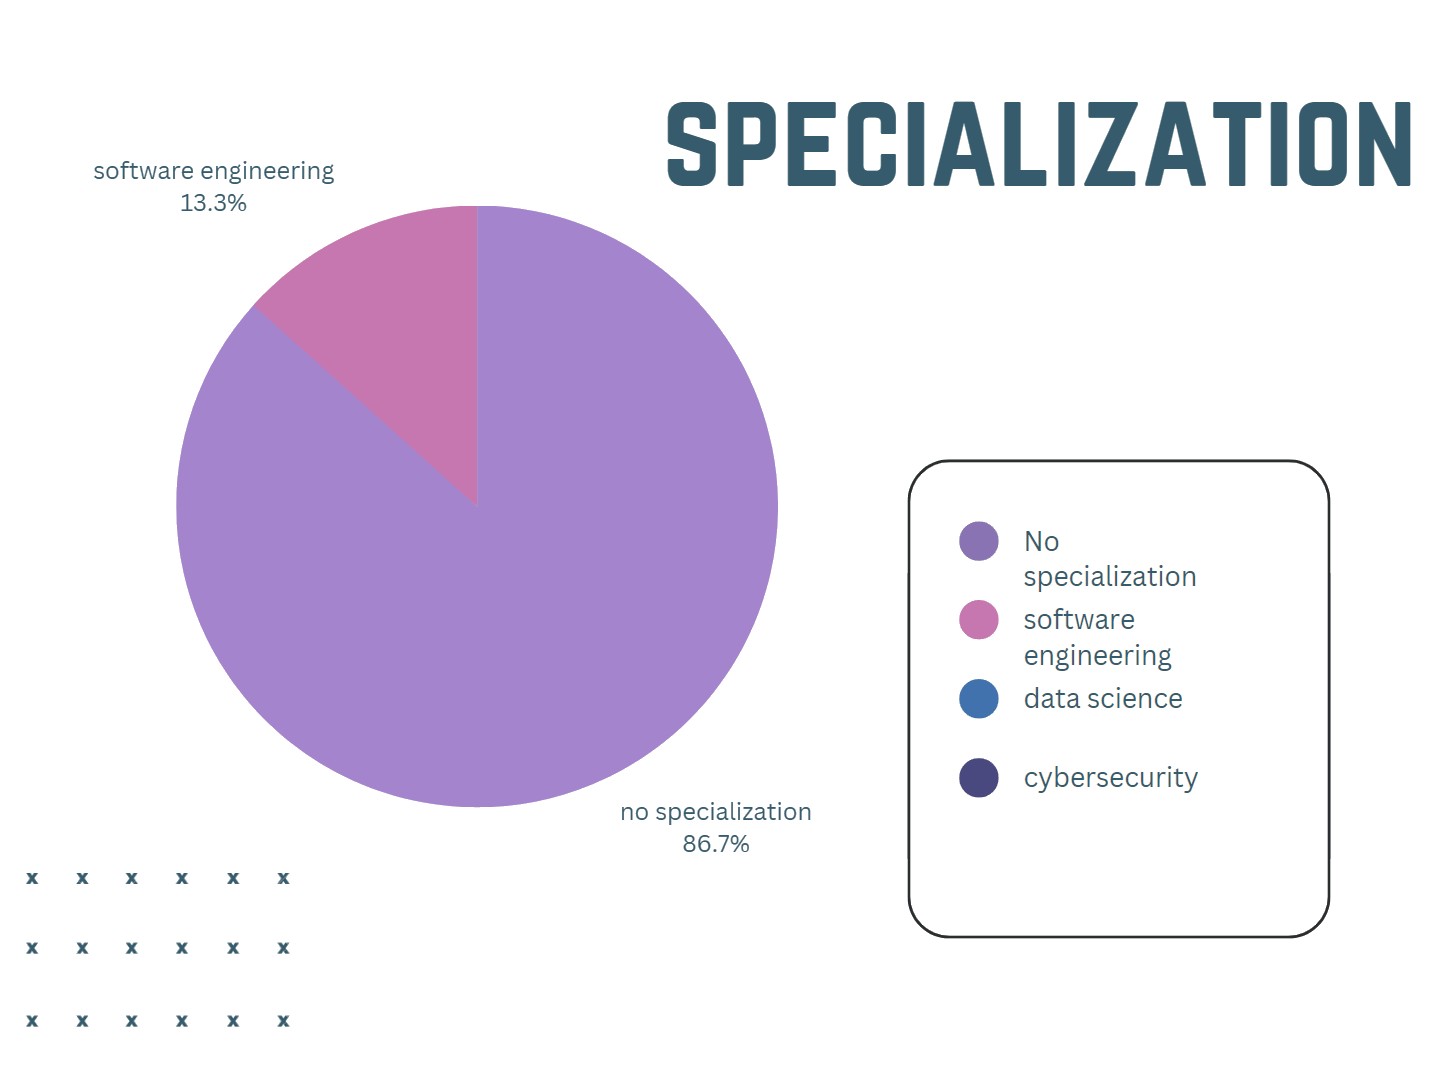 SPECIALIZATION
software engineering
13.3%
No
specialization
software
engineering
data science
cybersecurity
no specialization
86.7%
x x x x x x
x x x x x x
x x x x x x